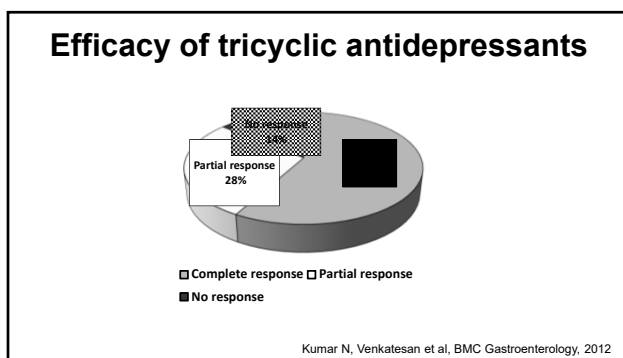 Efficacy of tricyclic antidepressants
No response
14%
Partial response
28%
Complete response Partial response
No response
Kumar N, Venkatesan et al, BMC Gastroenterology, 2012